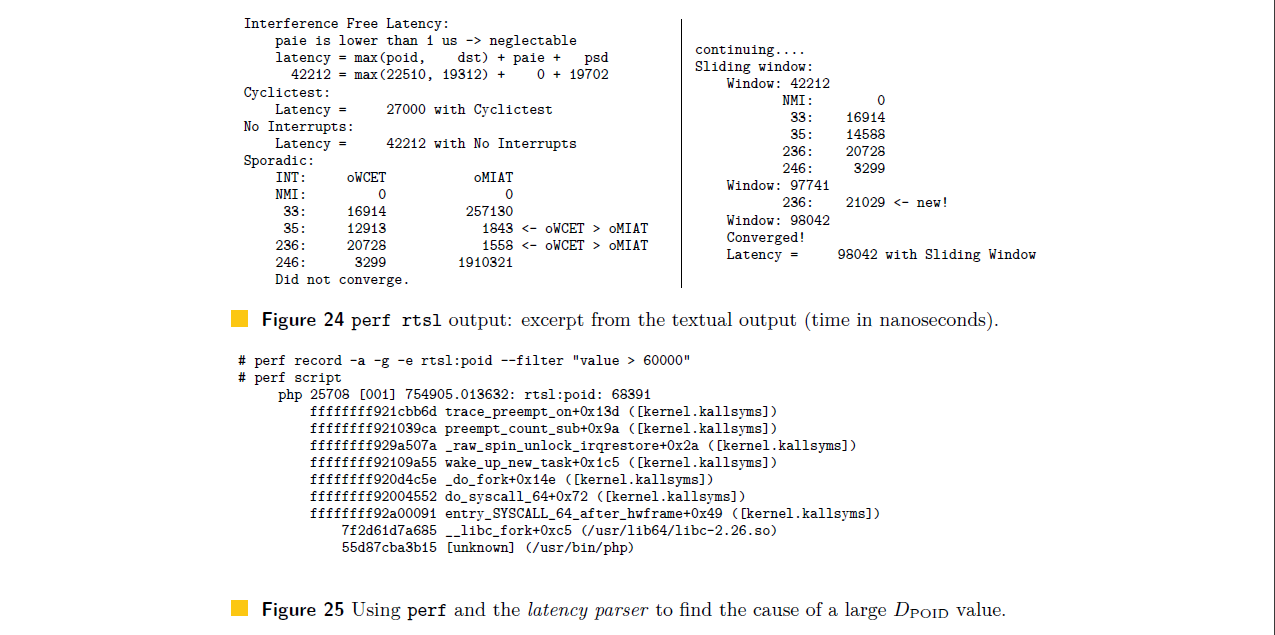 Interference Free Latency:
    paie is lower than 1 us -> neglectable
    latency = max(poid,    dst) + paie +   psd
      42212 = max(22510, 19312) +    0 + 19702
Cyclictest:
    Latency =     27000 with Cyclictest
No Interrupts:
    Latency =     42212 with No Interrupts
Sporadic:
    INT:     oWCET           oMIAT
    NMI:         0               0
     33:     16914          257130
     35:     12913            1843 <- oWCET > oMIAT
    236:     20728            1558 <- oWCET > oMIAT
    246:      3299         1910321
    Did not converge.
continuing....
Sliding window:
    Window: 42212
           NMI:        0
            33:    16914
            35:    14588
           236:    20728
           246:     3299
    Window: 97741
           236:    21029 <- new!
    Window: 98042
    Converged!
    Latency =     98042 with Sliding Window
Figure 24 perf rtsl output: excerpt from the textual output (time in nanoseconds).
# perf record -a -g -e rtsl:poid --filter "value > 60000"
# perf script
     php 25708 [001] 754905.013632: rtsl:poid: 68391
         ffffffff921cbb6d trace_preempt_on+0x13d ([kernel.kallsyms])
         ffffffff921039ca preempt_count_sub+0x9a ([kernel.kallsyms])
         ffffffff929a507a _raw_spin_unlock_irqrestore+0x2a ([kernel.kallsyms])
         ffffffff92109a55 wake_up_new_task+0x1c5 ([kernel.kallsyms])
         ffffffff920d4c5e _do_fork+0x14e ([kernel.kallsyms])
         ffffffff92004552 do_syscall_64+0x72 ([kernel.kallsyms])
         ffffffff92a00091 entry_SYSCALL_64_after_hwframe+0x49 ([kernel.kallsyms])
             7f2d61d7a685 __libc_fork+0xc5 (/usr/lib64/libc-2.26.so)
             55d87cba3b15 [unknown] (/usr/bin/php)
Figure 25 Using perf and the latency parser to find the cause of a large D_POID value.